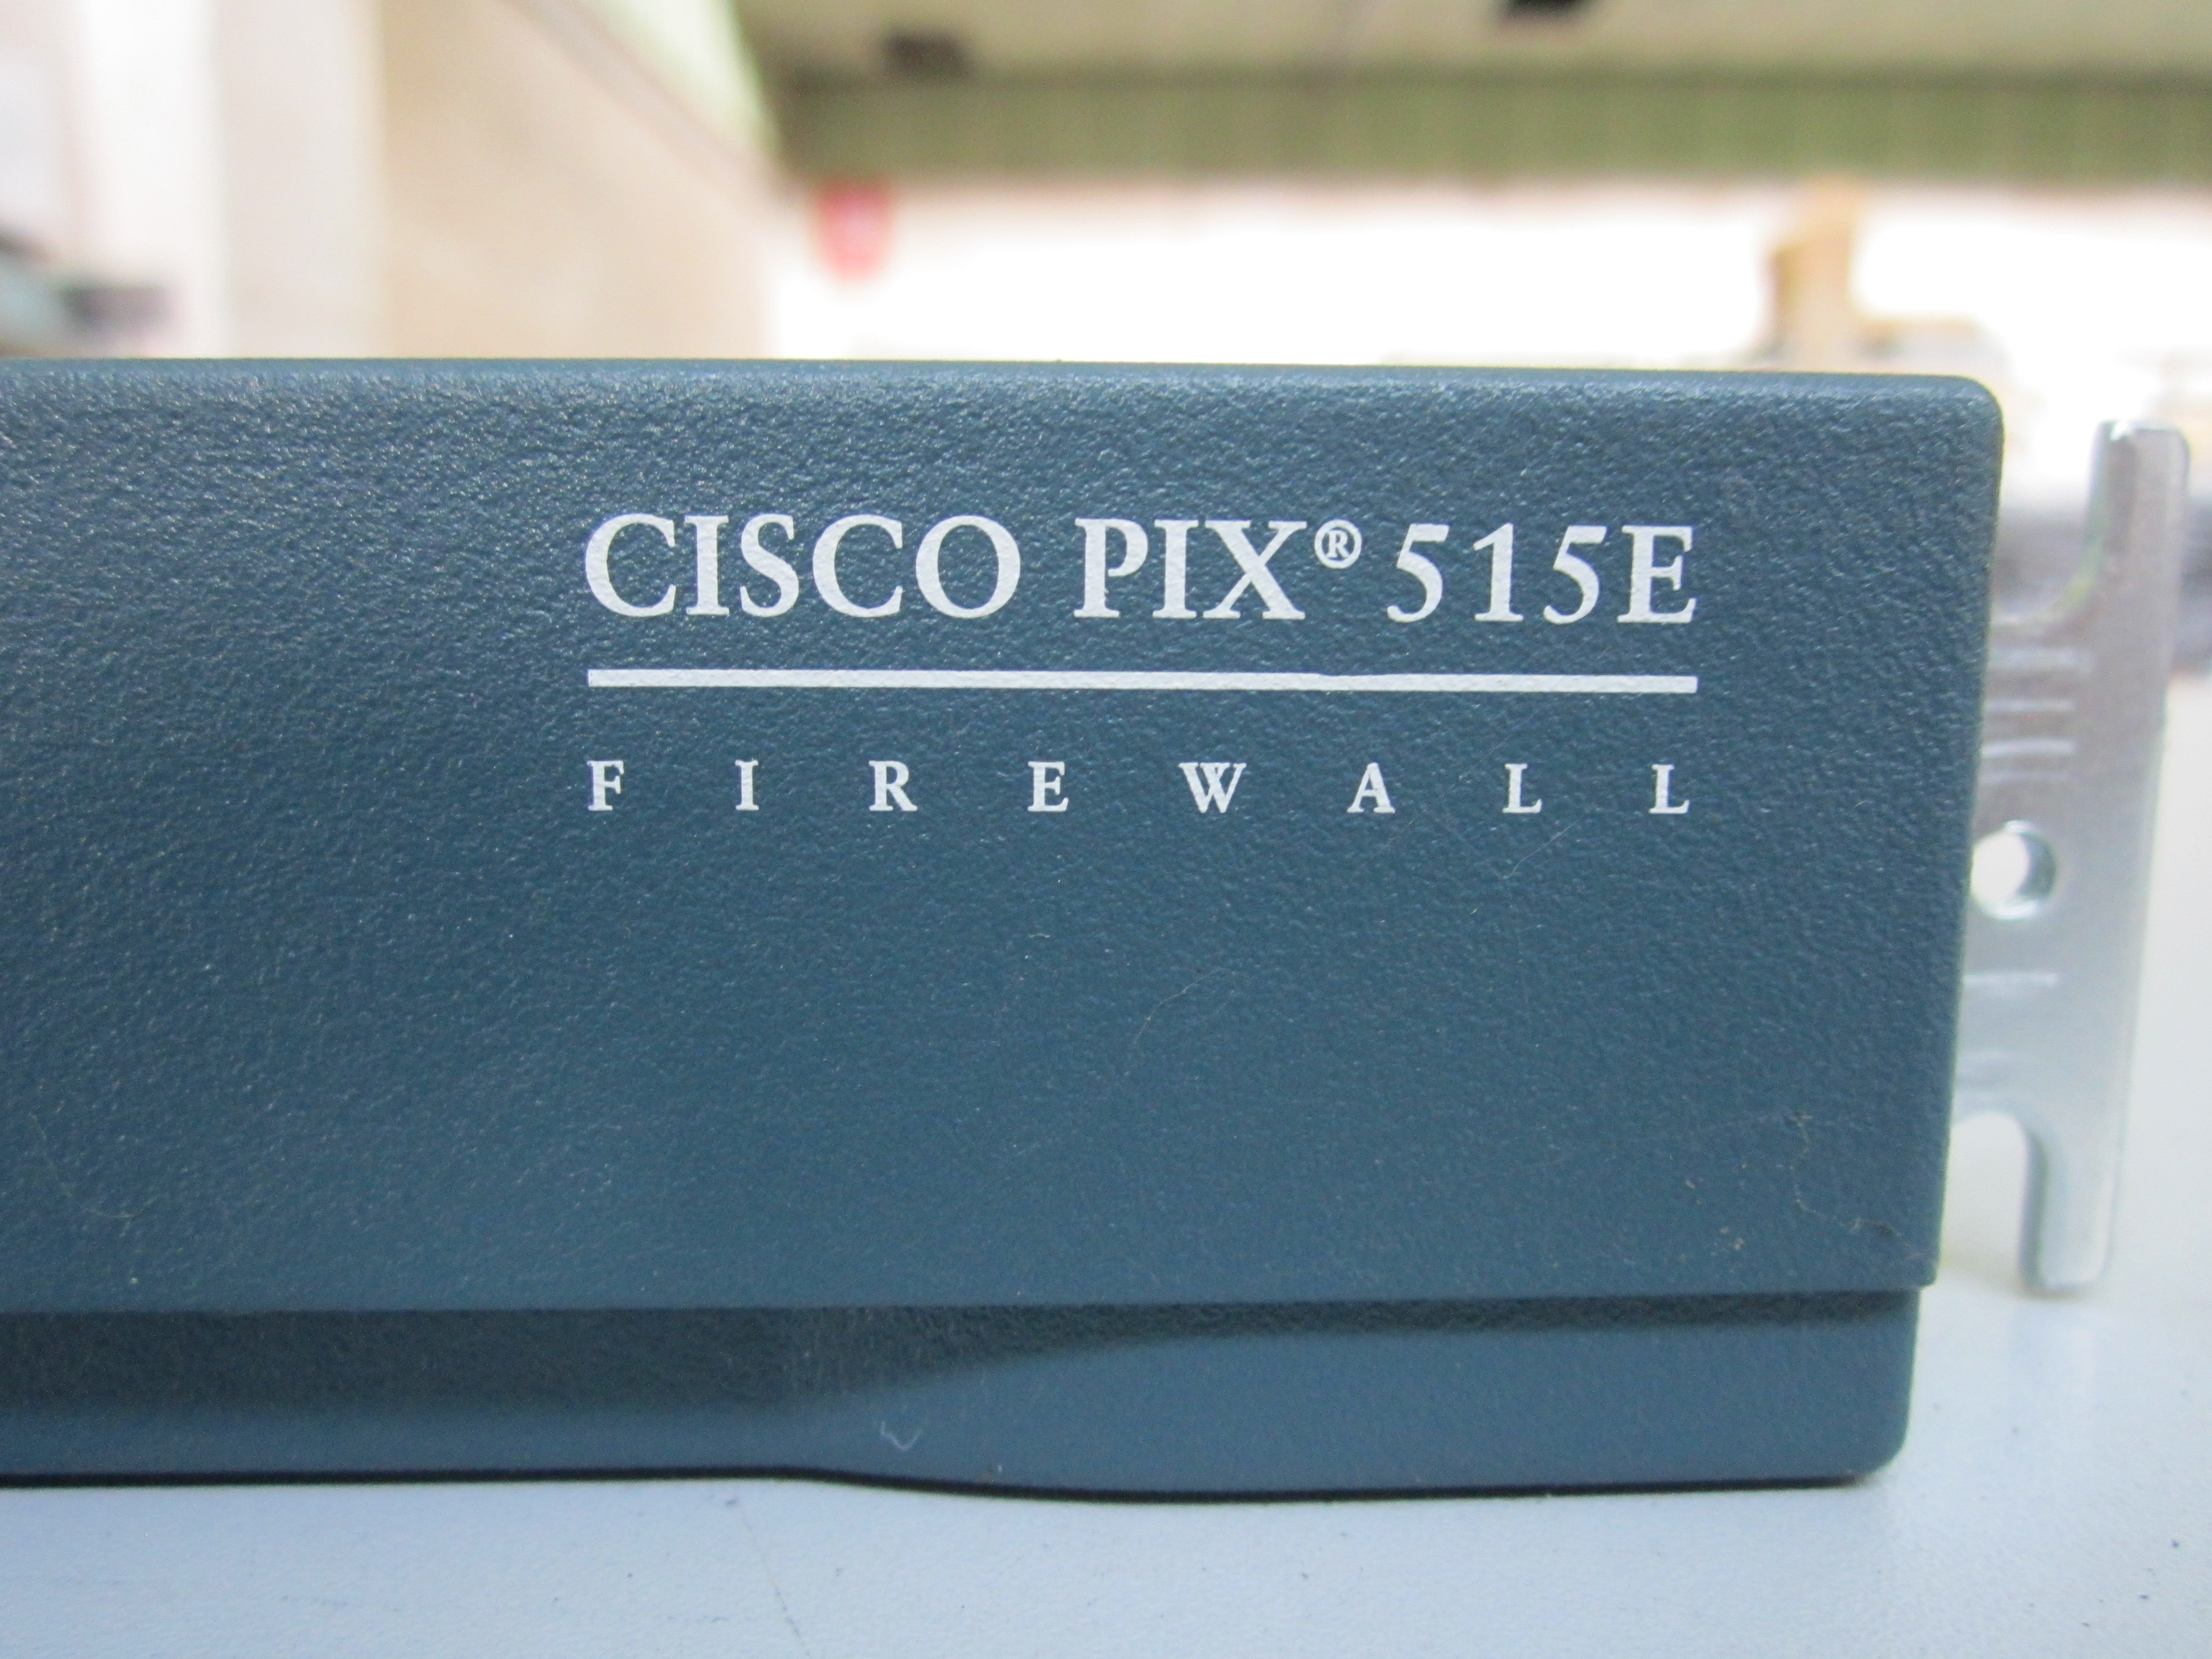 CISCO PIX® 515E
FIREWALL